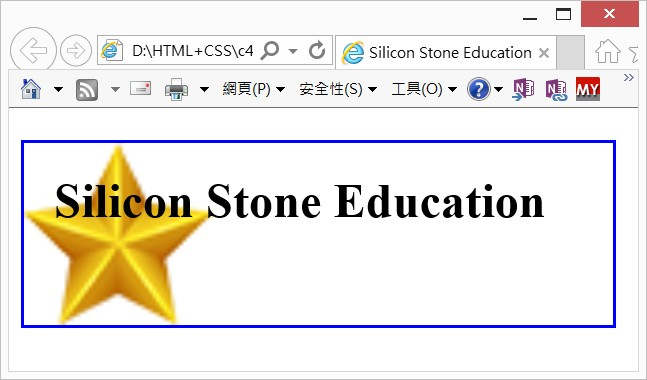 D:\HTML+CSS\c4
Silicon Stone Education
網頁(P) 安全性(S) 工具(O) ? N N MY
Silicon Stone Education